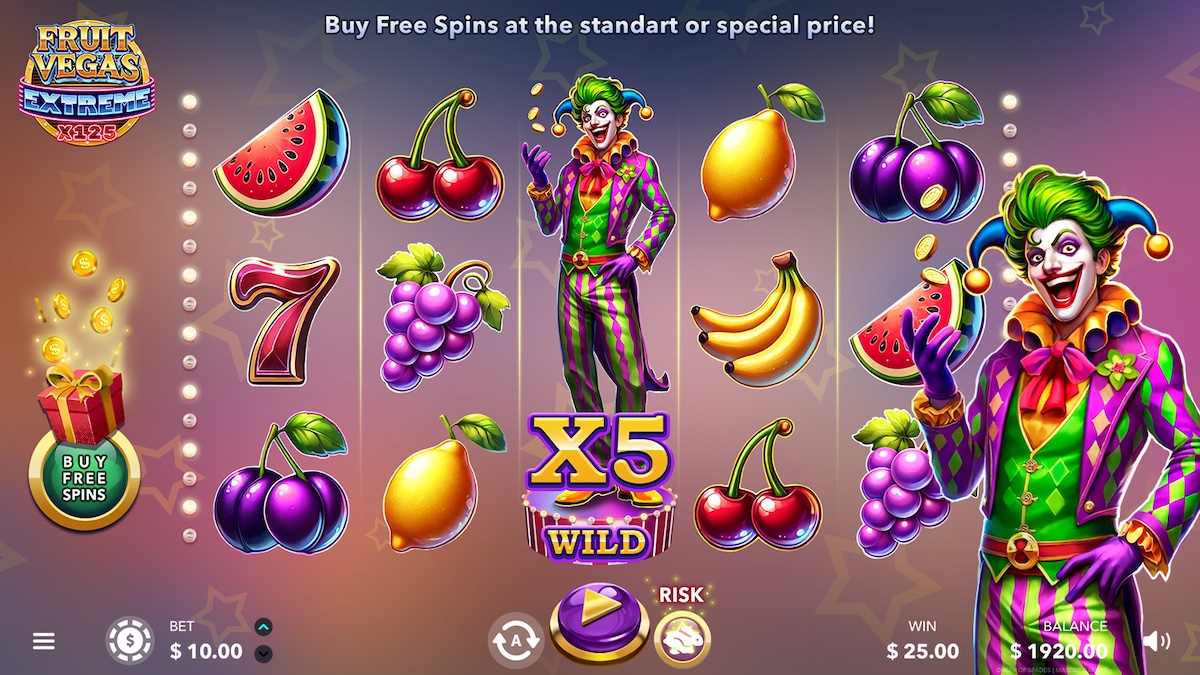 Buy Free Spins at the standart or special price!
FRUIT
VEGAS
EXTREME
X125
X5
WILD
BUY
FREE
SPINS
RISK
BET
$ 10.00
A
WIN
$ 25.00
BALANCE
$ 1920.00